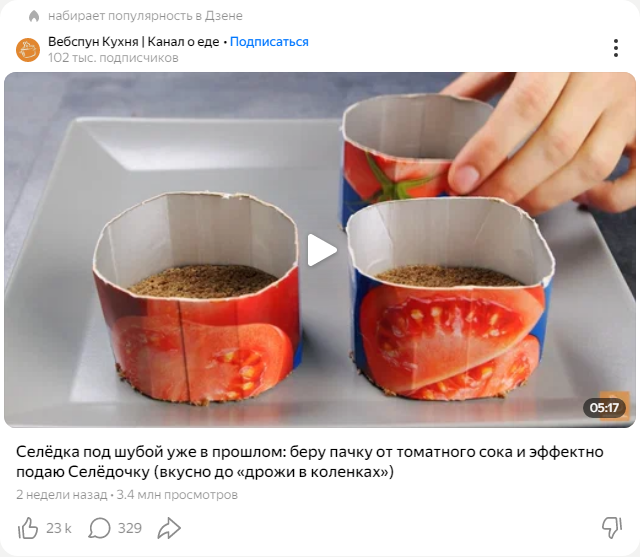 набирает популярность в Дзене
Вебспун Кухня | Канал о еде • Подписаться
102 тыс. подписчиков
05:17
Селёдка под шубой уже в прошлом: беру пачку от томатного сока и эффектно
подаю Селёдочку (вкусно до «дрожи в коленках»)
2 недели назад • 3.4 млн просмотров
23 k
329